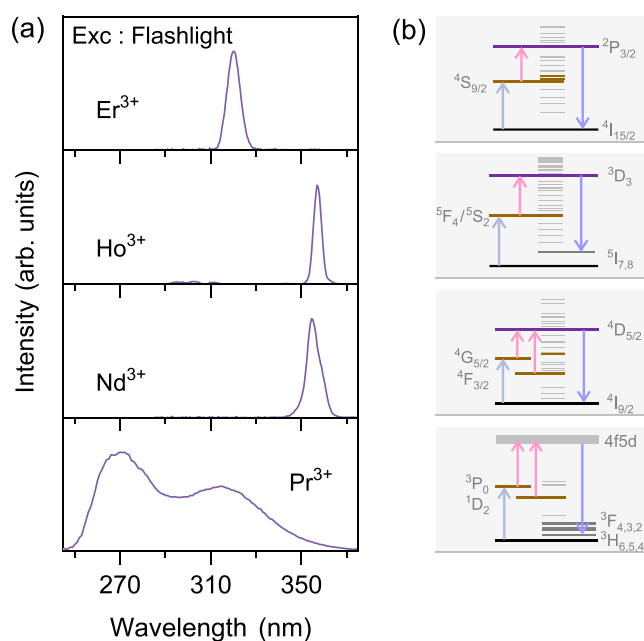 (a)
Exc : Flashlight
Er³⁺
Ho³⁺
Nd³⁺
Pr³⁺
Intensity (arb. units)
270 310 350
Wavelength (nm)
(b)
²P₃/₂
⁴S₉/₂
⁴I₁₅/₂
³D₃
⁵F₄/⁵S₂
⁵I₇,₈
⁴D₅/₂
⁴G₅/₂
⁴F₃/₂
⁴I₉/₂
4f5d
³P₀
¹D₂
³F₄,₃,₂
³H₆,₅,₄